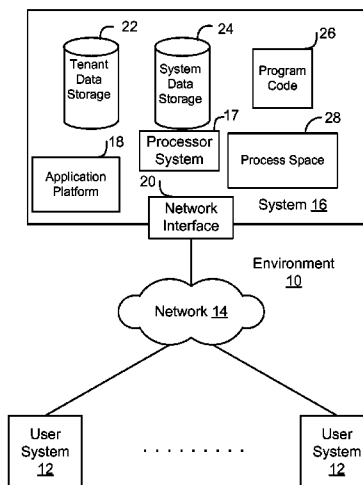 22
24
26
Tenant
Data
Storage
System
Data
Storage
Program
Code
17
28
18
Processor
System
Process Space
Application
Platform
20
System 16
Network
Interface
Environment
10
Network 14
User
System
12
. . . . . . . . .
User
System
12